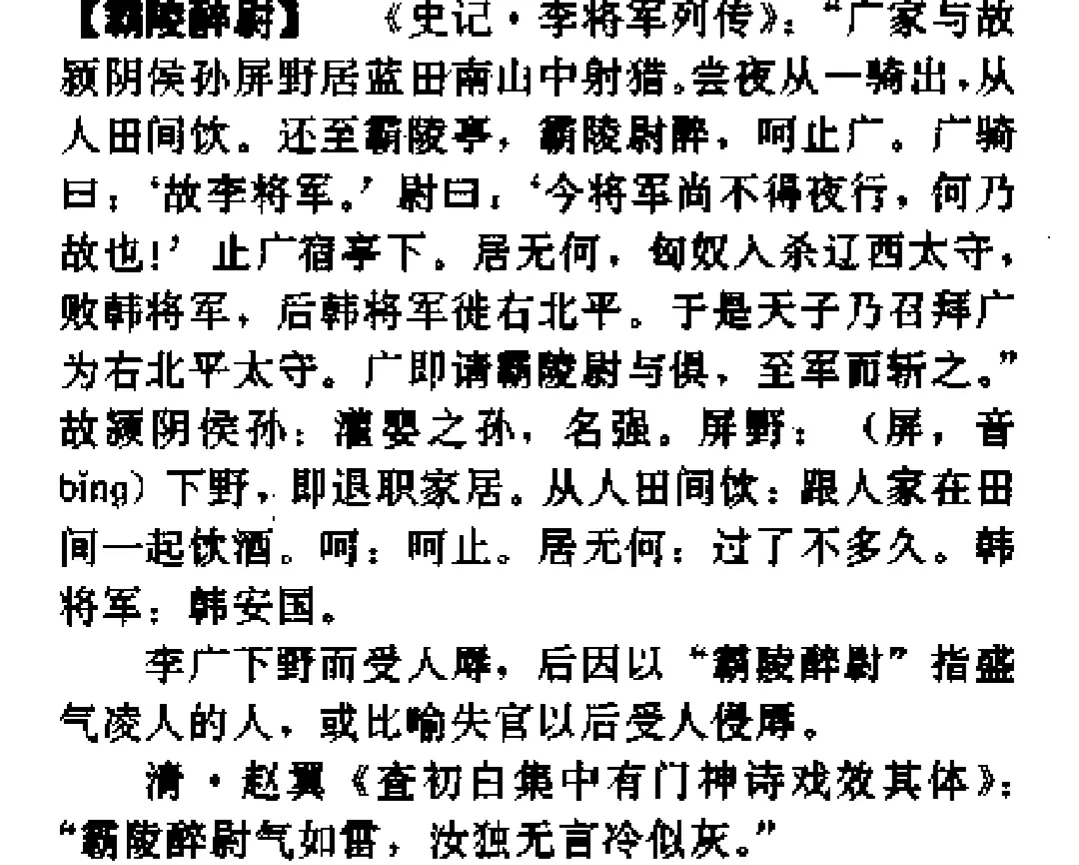 【霸陵醉尉】 《史记·李将军列传》：“广家与故
颍阴侯孙屏野居蓝田南山中射猎。尝夜从一骑出，从
人田间饮。还至霸陵亭，霸陵尉醉，呵止广。广骑
曰：‘故李将军。’尉曰：‘今将军尚不得夜行，何乃
故也！’止广宿亭下。居无何，匈奴入杀辽西太守，
败韩将军，后韩将军徙右北平。于是天子乃召拜广
为右北平太守。广即请霸陵尉与俱，至军而斩之。”
故颍阴侯孙：灌婴之孙，名强。屏野：（屏，音
bǐng）下野，即退职家居。从人田间饮：跟人家在田
间一起饮酒。呵：呵止。居无何：过了不多久。韩
将军：韩安国。
李广下野而受人辱，后因以“霸陵醉尉”指盛
气凌人的人，或比喻失官以后受人侵辱。
清·赵翼《查初白集中有门神诗戏效其体》：
“霸陵醉尉气如雷，汝独无言冷似灰。”